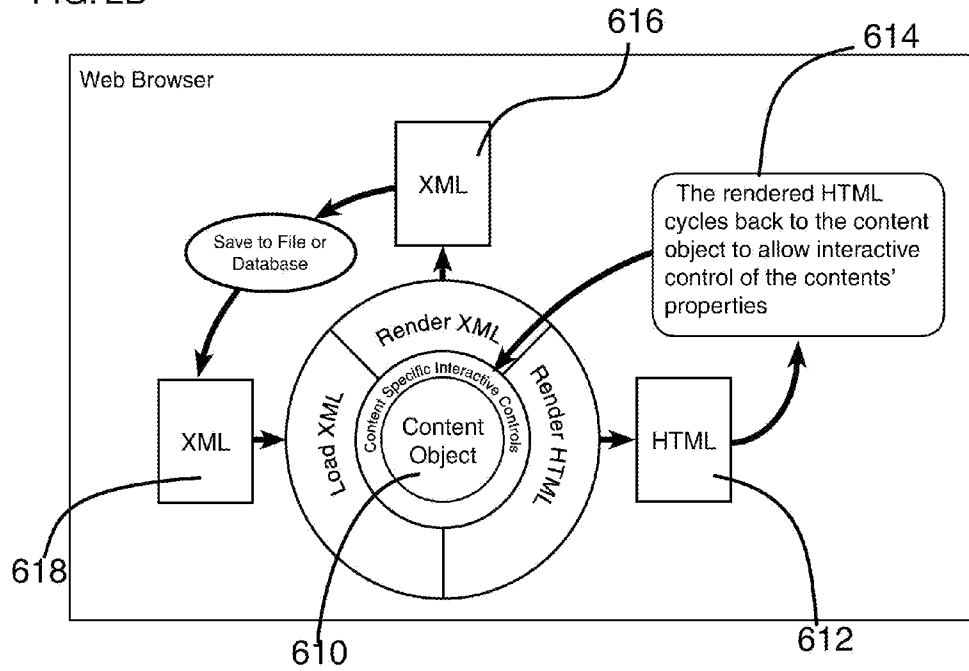 FIG. 2B
616
614
Web Browser
XML
The rendered HTML
cycles back to the content
object to allow interactive
control of the contents'
properties
Save to File or
Database
Render XML
Content Specific Interactive Controls
Load XML
Render HTML
Content
Object
XML
HTML
618
610
612